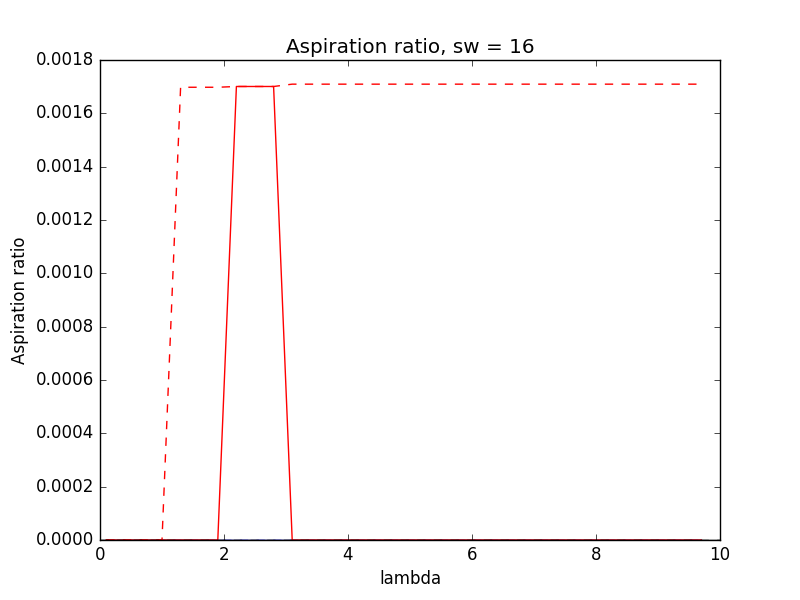 Aspiration ratio, sw = 16
0.0018
0.0016
0.0014
0.0012
0.0010
0.0008
0.0006
0.0004
0.0002
0.0000
Aspiration ratio
0 2 4 6 8 10
lambda